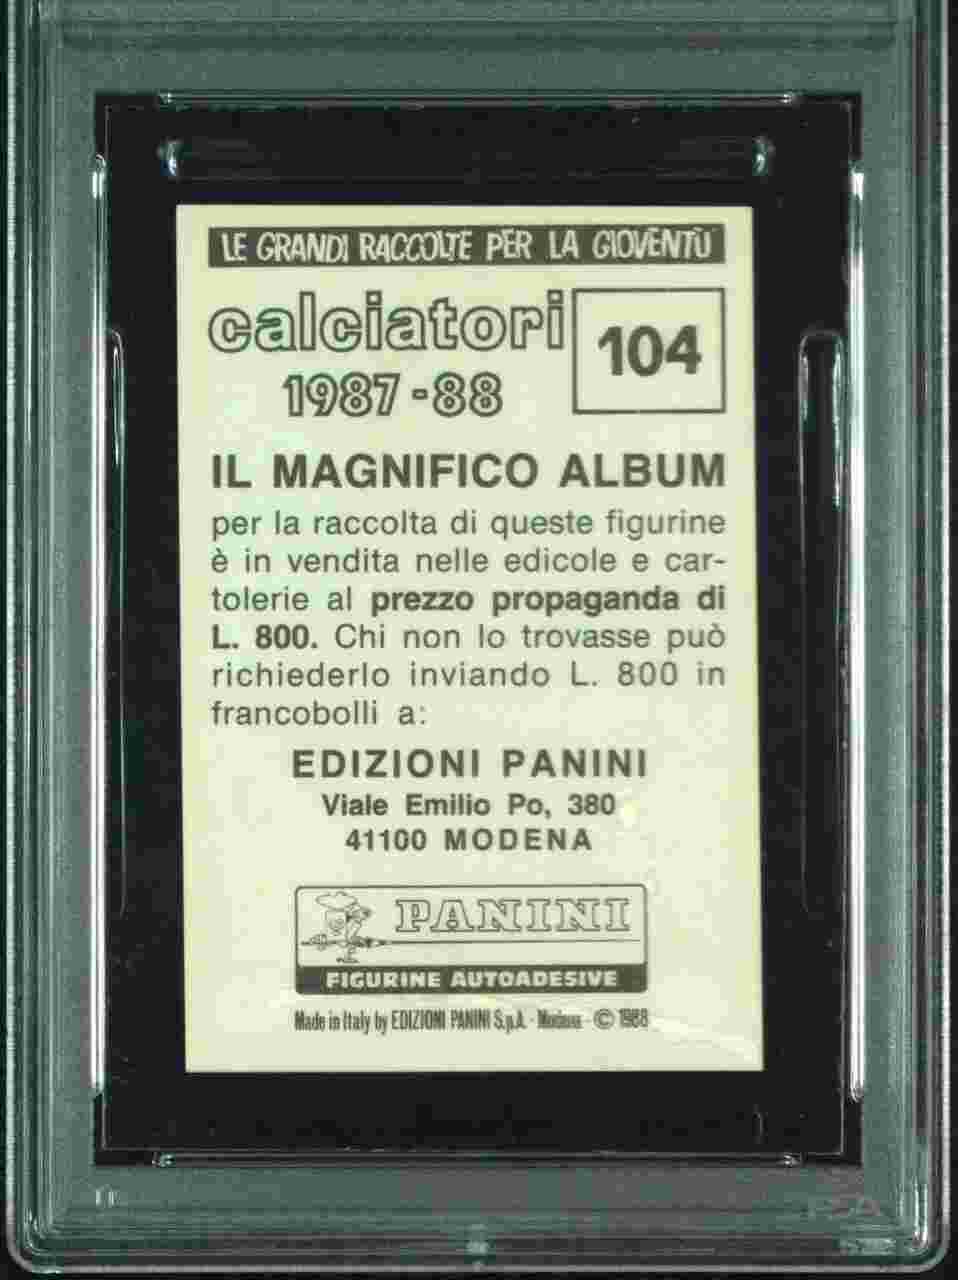 LE GRANDI RACCOLTE PER LA GIOVENTÙ
calciatori
1987-88
104
IL MAGNIFICO ALBUM
per la raccolta di queste figurine
è in vendita nelle edicole e car-
tolerie al prezzo propaganda di
L. 800. Chi non lo trovasse può
richiederlo inviando L. 800 in
francobolli a:
EDIZIONI PANINI
Viale Emilio Po, 380
41100 MODENA
PANINI
FIGURINE AUTOADESIVE
Made in Italy by EDIZIONI PANINI S.p.A. - Modena - © 1988
PSA